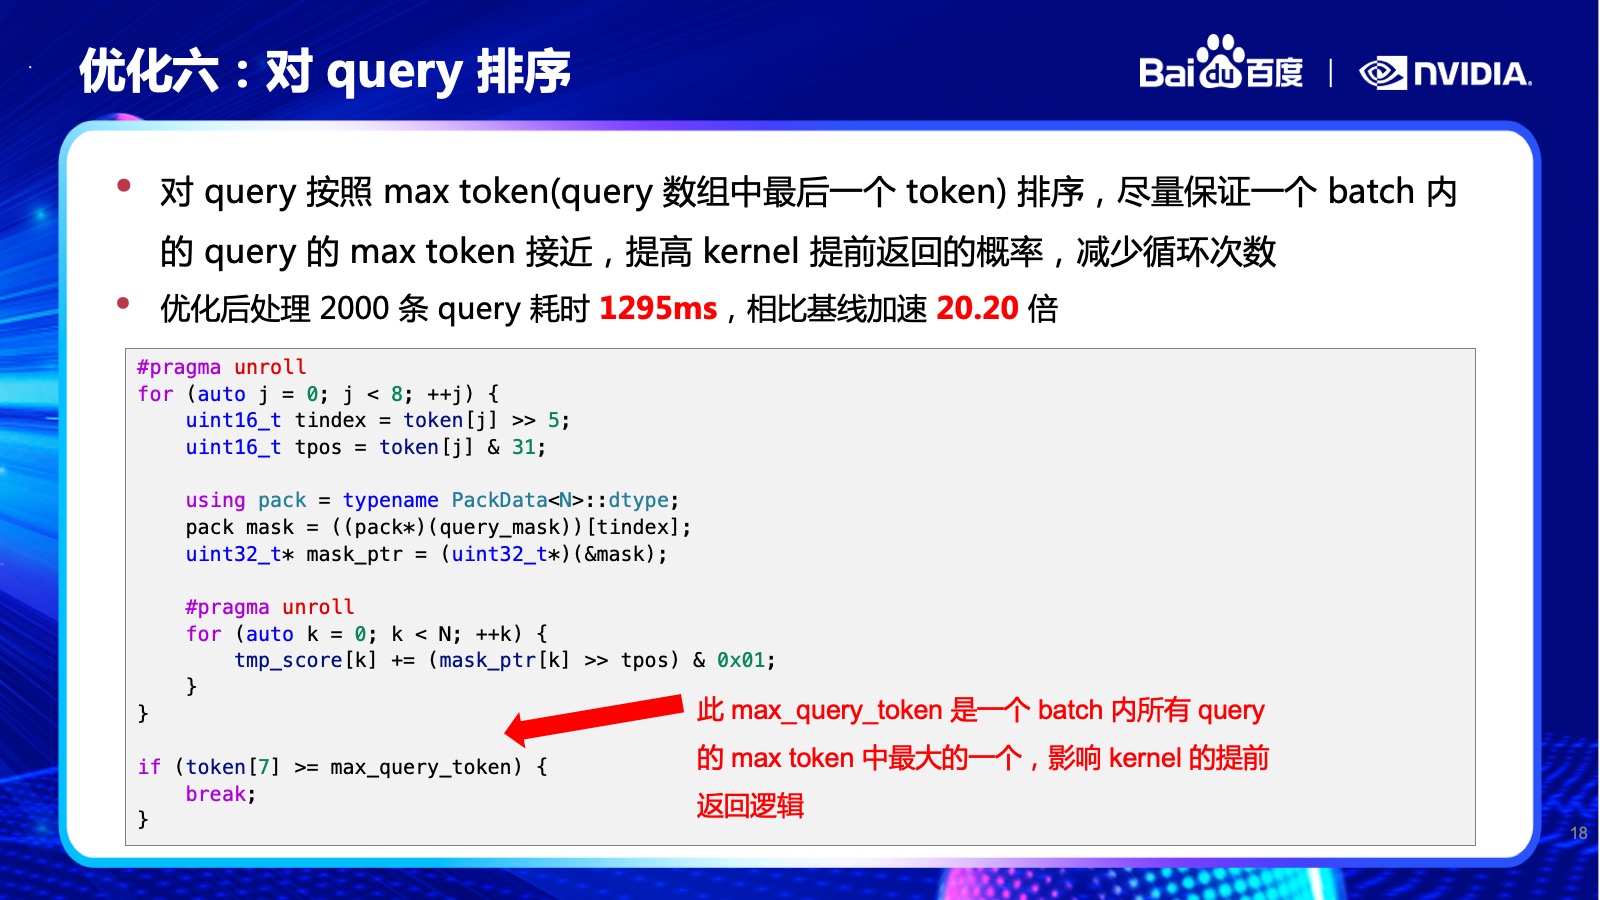 优化六：对 query 排序
Baidu百度 | NVIDIA.
• 对 query 按照 max token(query 数组中最后一个 token) 排序，尽量保证一个 batch 内
的 query 的 max token 接近，提高 kernel 提前返回的概率，减少循环次数
• 优化后处理 2000 条 query 耗时 1295ms，相比基线加速 20.20 倍
#pragma unroll
for (auto j = 0; j < 8; ++j) {
    uint16_t tindex = token[j] >> 5;
    uint16_t tpos = token[j] & 31;

    using pack = typename PackData<N>::dtype;
    pack mask = ((pack*)(query_mask))[tindex];
    uint32_t* mask_ptr = (uint32_t*)(&mask);

    #pragma unroll
    for (auto k = 0; k < N; ++k) {
        tmp_score[k] += (mask_ptr[k] >> tpos) & 0x01;
    }
}

if (token[7] >= max_query_token) {
    break;
}
此 max_query_token 是一个 batch 内所有 query
的 max token 中最大的一个，影响 kernel 的提前
返回逻辑
18